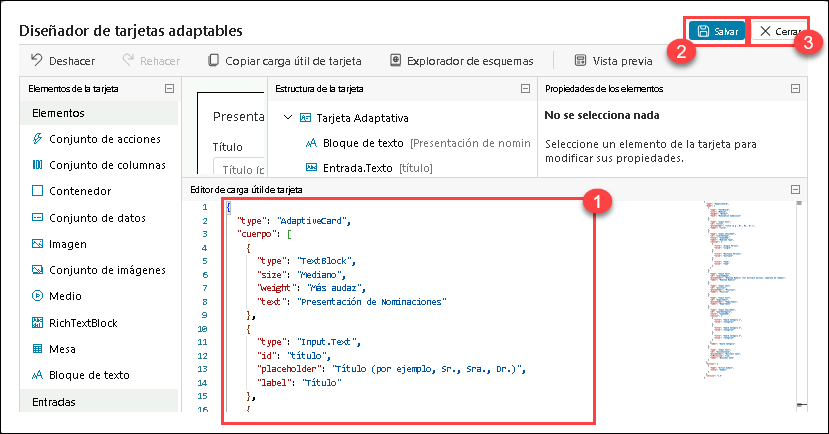 Diseñador de tarjetas adaptables
Salvar
Cerrar
2
3
Deshacer
Rehacer
Copiar carga útil de tarjeta
Explorador de esquemas
Vista previa
Elementos de la tarjeta
Elementos
Conjunto de acciones
Conjunto de columnas
Contenedor
Conjunto de datos
Imagen
Conjunto de imágenes
Medio
RichTextBlock
Mesa
Bloque de texto
Entradas
Presenta
Título
Título (p
Estructura de la tarjeta
Tarjeta Adaptativa
Bloque de texto [Presentación de nomin
Entrada.Texto [título]
Propiedades de los elementos
No se selecciona nada
Seleccione un elemento de la tarjeta para
modificar sus propiedades.
Editor de carga útil de tarjeta
1
1 {
2 "type": "AdaptiveCard",
3 "cuerpo": [
4 {
5 "type": "TextBlock",
6 "size": "Mediano",
7 "weight": "Más audaz",
8 "text": "Presentación de Nominaciones"
9 },
10 {
11 "type": "Input.Text",
12 "id": "título",
13 "placeholder": "Título (por ejemplo, Sr., Sra., Dr.)",
14 "label": "Título"
15 },
16 {